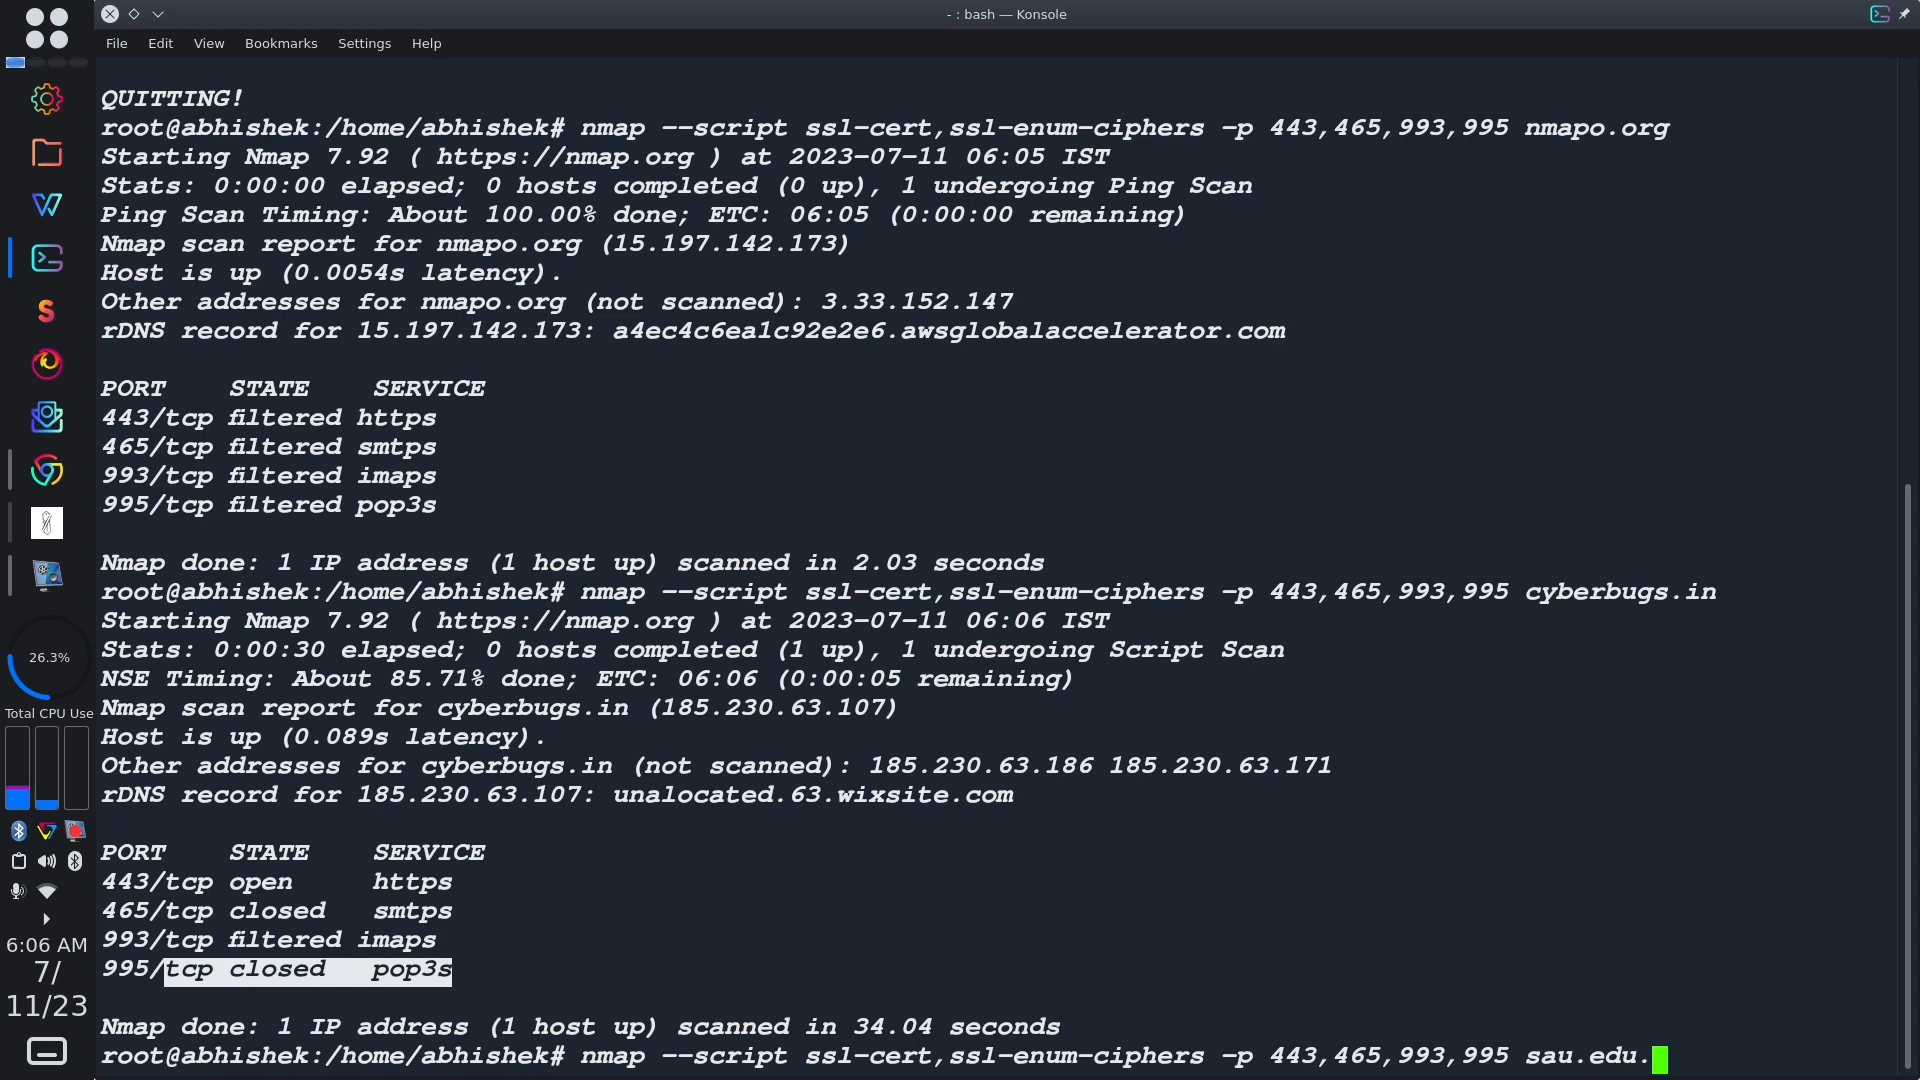 - : bash — Konsole
File Edit View Bookmarks Settings Help
QUITTING!
root@abhishek:/home/abhishek# nmap --script ssl-cert,ssl-enum-ciphers -p 443,465,993,995 nmapo.org
Starting Nmap 7.92 ( https://nmap.org ) at 2023-07-11 06:05 IST
Stats: 0:00:00 elapsed; 0 hosts completed (0 up), 1 undergoing Ping Scan
Ping Scan Timing: About 100.00% done; ETC: 06:05 (0:00:00 remaining)
Nmap scan report for nmapo.org (15.197.142.173)
Host is up (0.0054s latency).
Other addresses for nmapo.org (not scanned): 3.33.152.147
rDNS record for 15.197.142.173: a4ec4c6ea1c92e2e6.awsglobalaccelerator.com
PORT    STATE    SERVICE
443/tcp filtered https
465/tcp filtered smtps
993/tcp filtered imaps
995/tcp filtered pop3s
Nmap done: 1 IP address (1 host up) scanned in 2.03 seconds
root@abhishek:/home/abhishek# nmap --script ssl-cert,ssl-enum-ciphers -p 443,465,993,995 cyberbugs.in
Starting Nmap 7.92 ( https://nmap.org ) at 2023-07-11 06:06 IST
Stats: 0:00:30 elapsed; 0 hosts completed (1 up), 1 undergoing Script Scan
NSE Timing: About 85.71% done; ETC: 06:06 (0:00:05 remaining)
Nmap scan report for cyberbugs.in (185.230.63.107)
Host is up (0.089s latency).
Other addresses for cyberbugs.in (not scanned): 185.230.63.186 185.230.63.171
rDNS record for 185.230.63.107: unalocated.63.wixsite.com
PORT    STATE    SERVICE
443/tcp open     https
465/tcp closed   smtps
993/tcp filtered imaps
995/tcp closed   pop3s
Nmap done: 1 IP address (1 host up) scanned in 34.04 seconds
root@abhishek:/home/abhishek# nmap --script ssl-cert,ssl-enum-ciphers -p 443,465,993,995 sau.edu.
26.3%
Total CPU Use
6:06 AM
7/
11/23